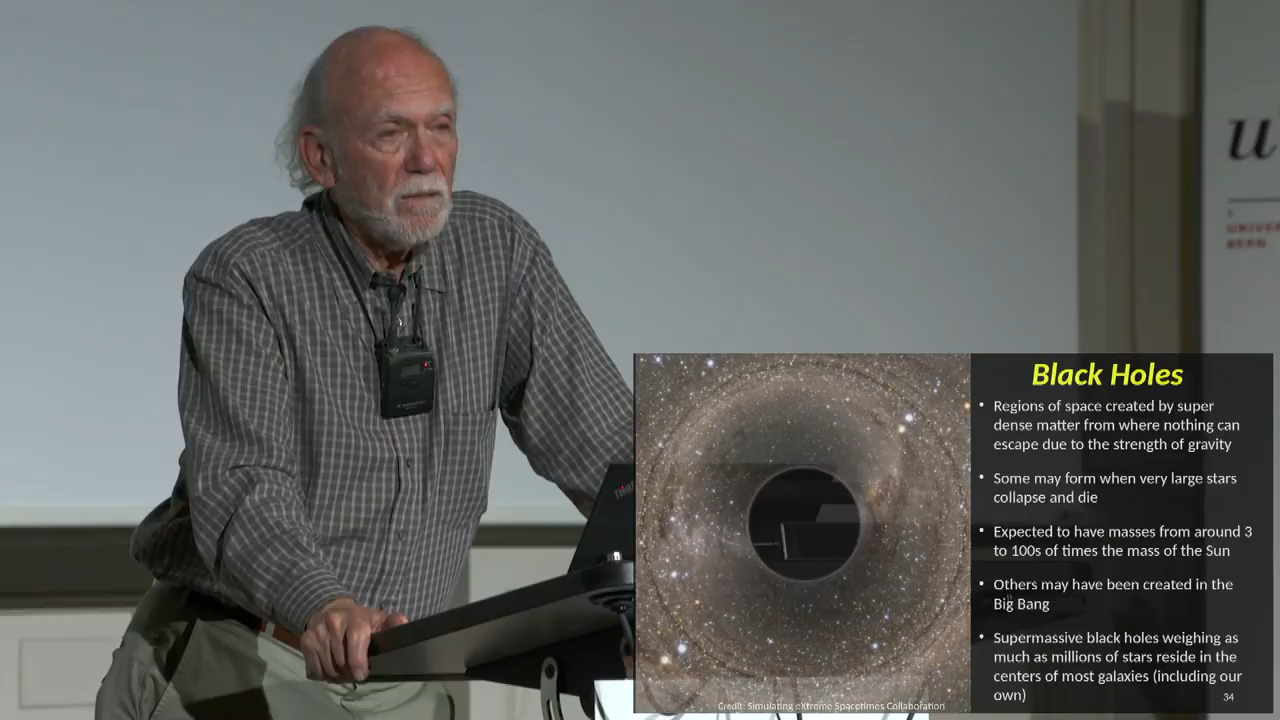 u
UNIVER
BERN
Think
Black Holes
• Regions of space created by super
dense matter from where nothing can
escape due to the strength of gravity
• Some may form when very large stars
collapse and die
• Expected to have masses from around 3
to 100s of times the mass of the Sun
• Others may have been created in the
Big Bang
• Supermassive black holes weighing as
much as millions of stars reside in the
centers of most galaxies (including our
own)
34
Credit: Simulating eXtreme Spacetimes Collaboration